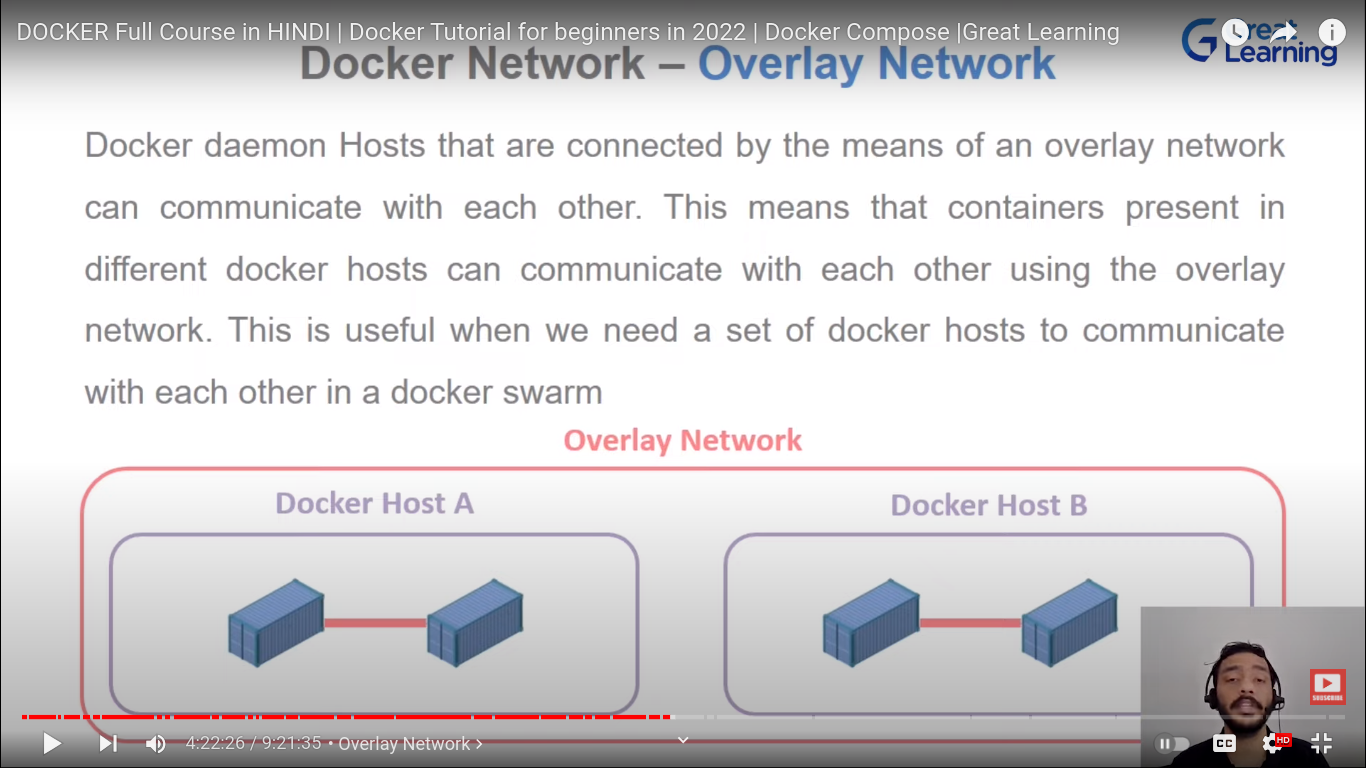 DOCKER Full Course in HINDI | Docker Tutorial for beginners in 2022 | Docker Compose |Great Learning
Great
Learning
Docker Network – Overlay Network
Docker daemon Hosts that are connected by the means of an overlay network
can communicate with each other. This means that containers present in
different docker hosts can communicate with each other using the overlay
network. This is useful when we need a set of docker hosts to communicate
with each other in a docker swarm
Overlay Network
Docker Host A
Docker Host B
SUBSCRIBE
4:22:26 / 9:21:35 • Overlay Network
CC
HD